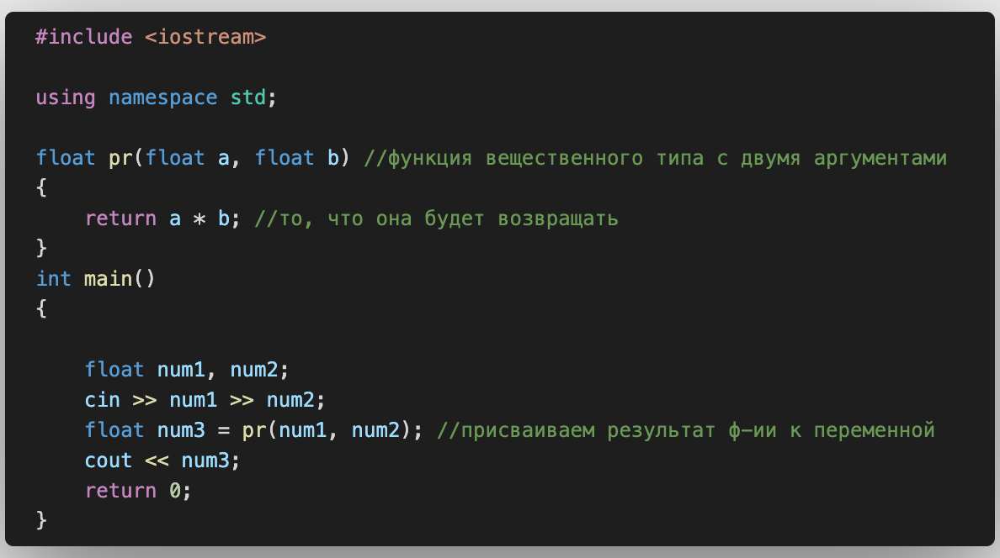 #include <iostream>
using namespace std;
float pr(float a, float b) //функция вещественного типа с двумя аргументами
{
    return a * b; //то, что она будет возвращать
}
int main()
{
    float num1, num2;
    cin >> num1 >> num2;
    float num3 = pr(num1, num2); //присваиваем результат ф-ии к переменной
    cout << num3;
    return 0;
}